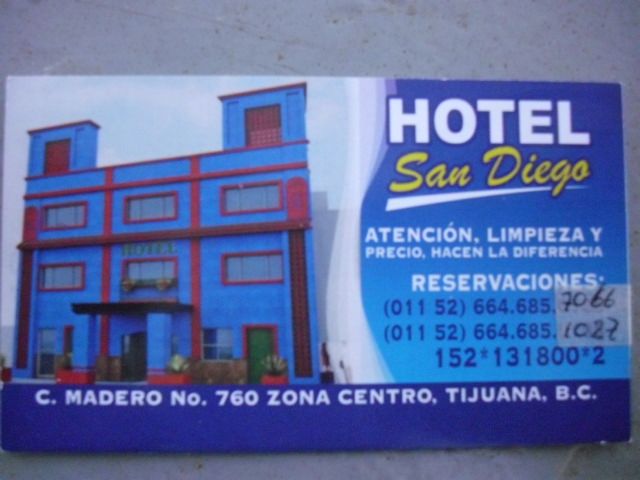 HOTEL
San Diego
ATENCIÓN, LIMPIEZA Y
PRECIO, HACEN LA DIFERENCIA
RESERVACIONES:
(011 52) 664.685.7066
(011 52) 664.685.1027
152*131800*2
HOTEL
C. MADERO No. 760 ZONA CENTRO, TIJUANA, B.C.